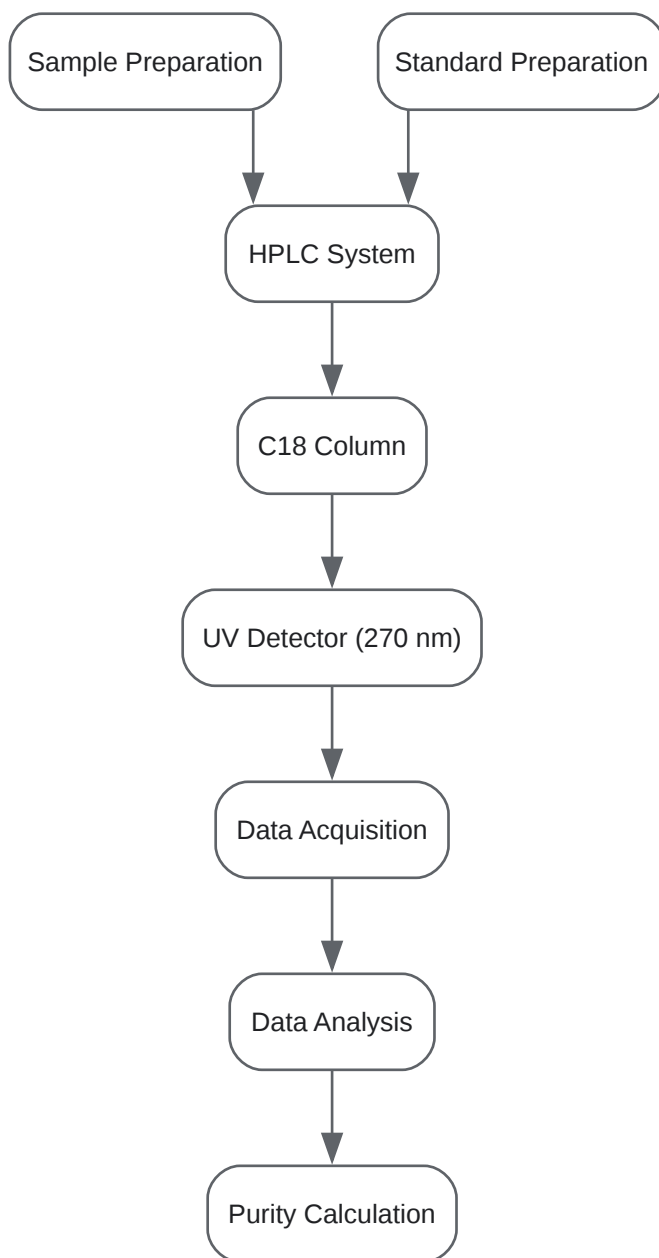 Sample Preparation
Standard Preparation
HPLC System
C18 Column
UV Detector (270 nm)
Data Acquisition
Data Analysis
Purity Calculation